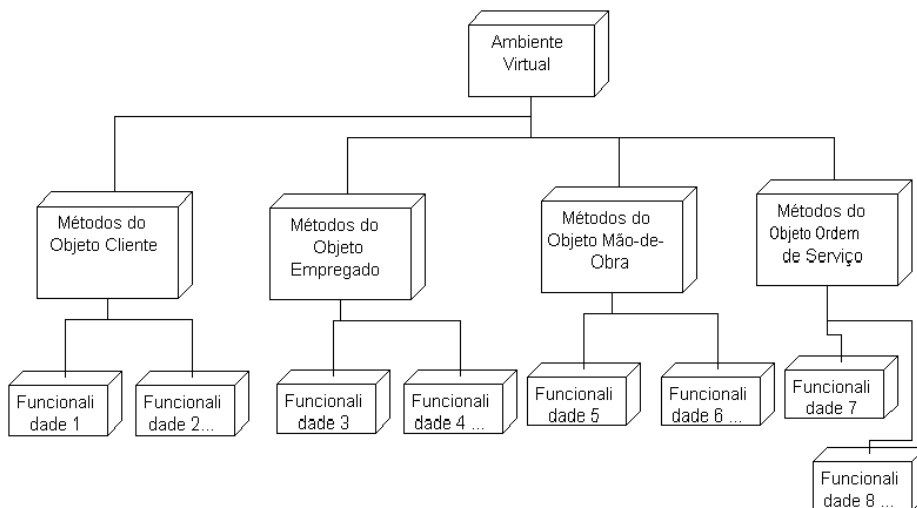 Ambiente
Virtual
Métodos do
Objeto Cliente
Métodos do
Objeto
Empregado
Métodos do
Objeto Mão-de-
Obra
Métodos do
Objeto Ordem
de Serviço
Funcionali
dade 1
Funcionali
dade 2...
Funcionali
dade 3
Funcionali
dade 4 ...
Funcionali
dade 5
Funcionali
dade 6 ...
Funcionali
dade 7
Funcionali
dade 8 ...